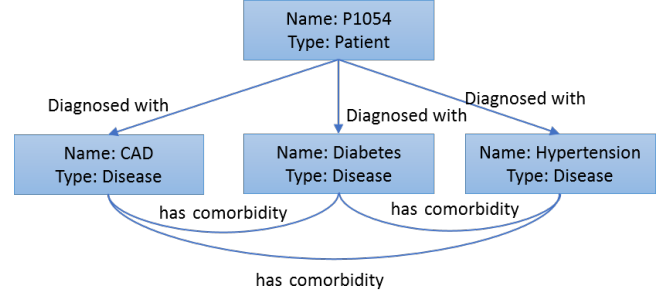 Name: P1054
Type: Patient
Diagnosed with
Diagnosed with
Diagnosed with
Name: CAD
Type: Disease
Name: Diabetes
Type: Disease
Name: Hypertension
Type: Disease
has comorbidity
has comorbidity
has comorbidity